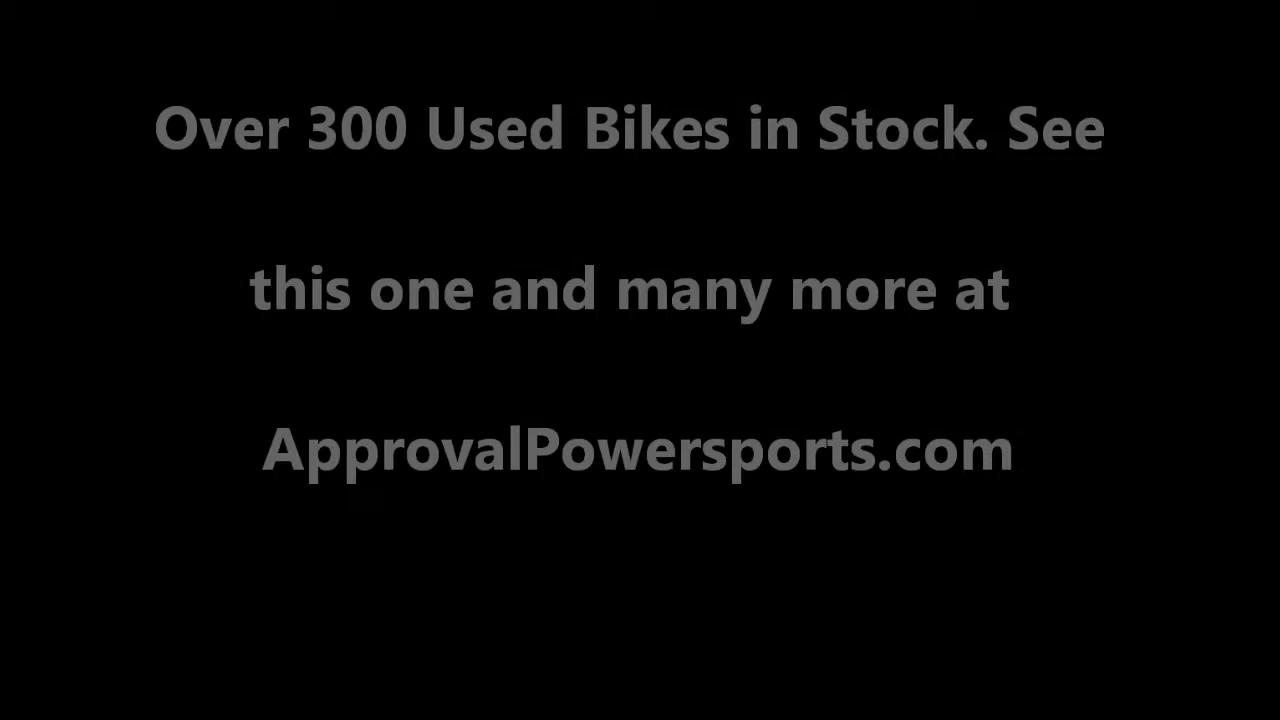 Over 300 Used Bikes in Stock. See
this one and many more at
ApprovalPowersports.com